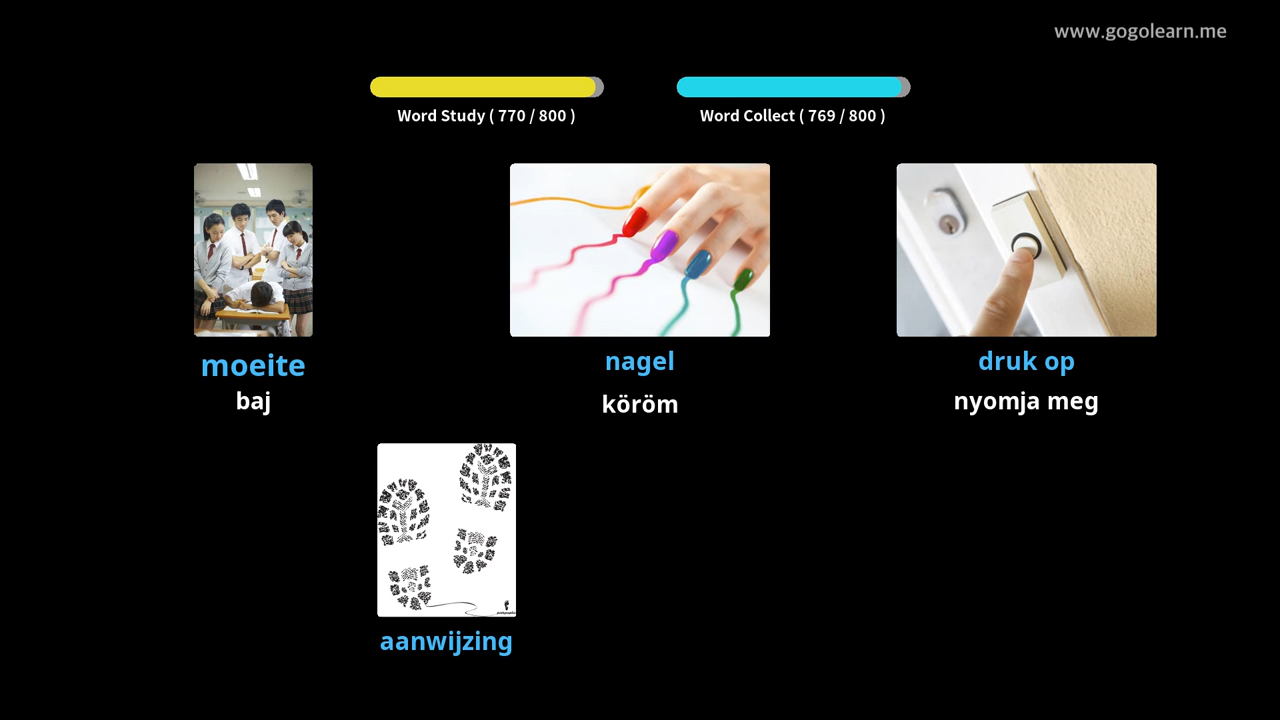 www.gogolearn.me
Word Study ( 770 / 800 )
Word Collect ( 769 / 800 )
moeite
baj
nagel
köröm
druk op
nyomja meg
aanwijzing